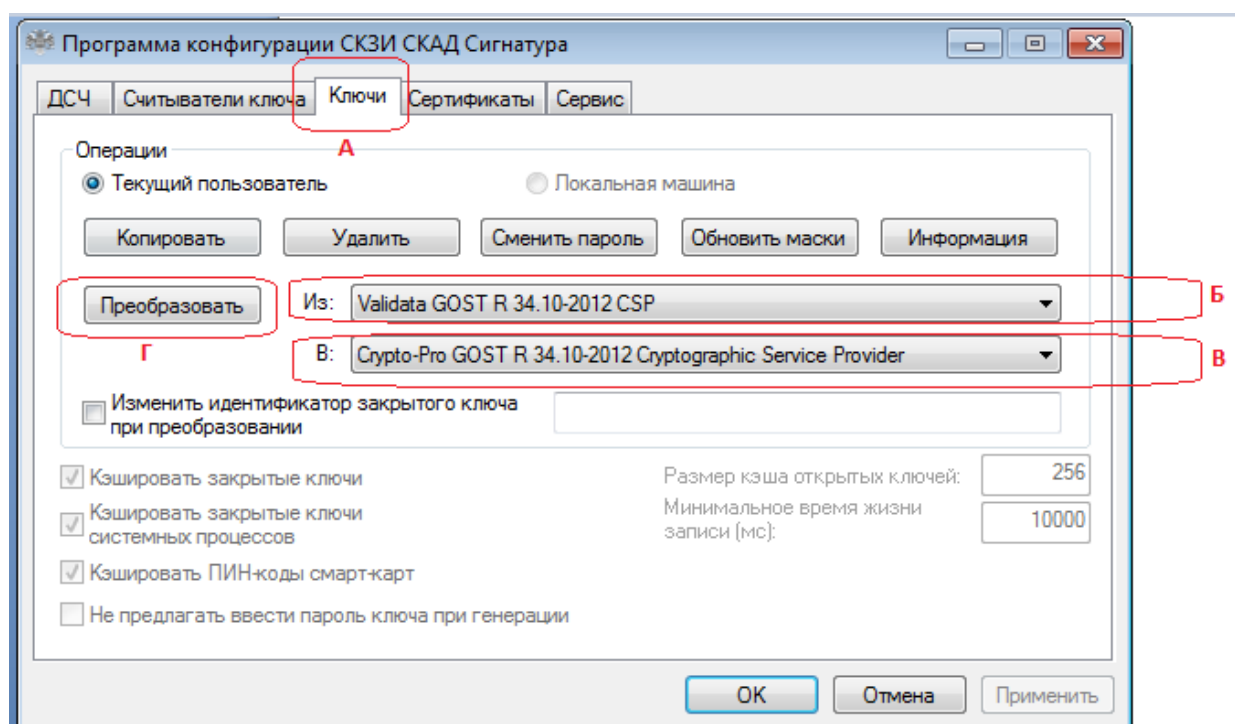 Программа конфигурации СКЗИ СКАД Сигнатура
ДСЧ Считыватели ключа Ключи Сертификаты Сервис
А
Операции
Текущий пользователь Локальная машина
Копировать Удалить Сменить пароль Обновить маски Информация
Преобразовать Из: Validata GOST R 34.10-2012 CSP Б
Г В: Crypto-Pro GOST R 34.10-2012 Cryptographic Service Provider В
Изменить идентификатор закрытого ключа
при преобразовании
Кэшировать закрытые ключи Размер кэша открытых ключей: 256
Кэшировать закрытые ключи
системных процессов
Минимальное время жизни
записи (мс): 10000
Кэшировать ПИН-коды смарт-карт
Не предлагать ввести пароль ключа при генерации
OK Отмена Применить